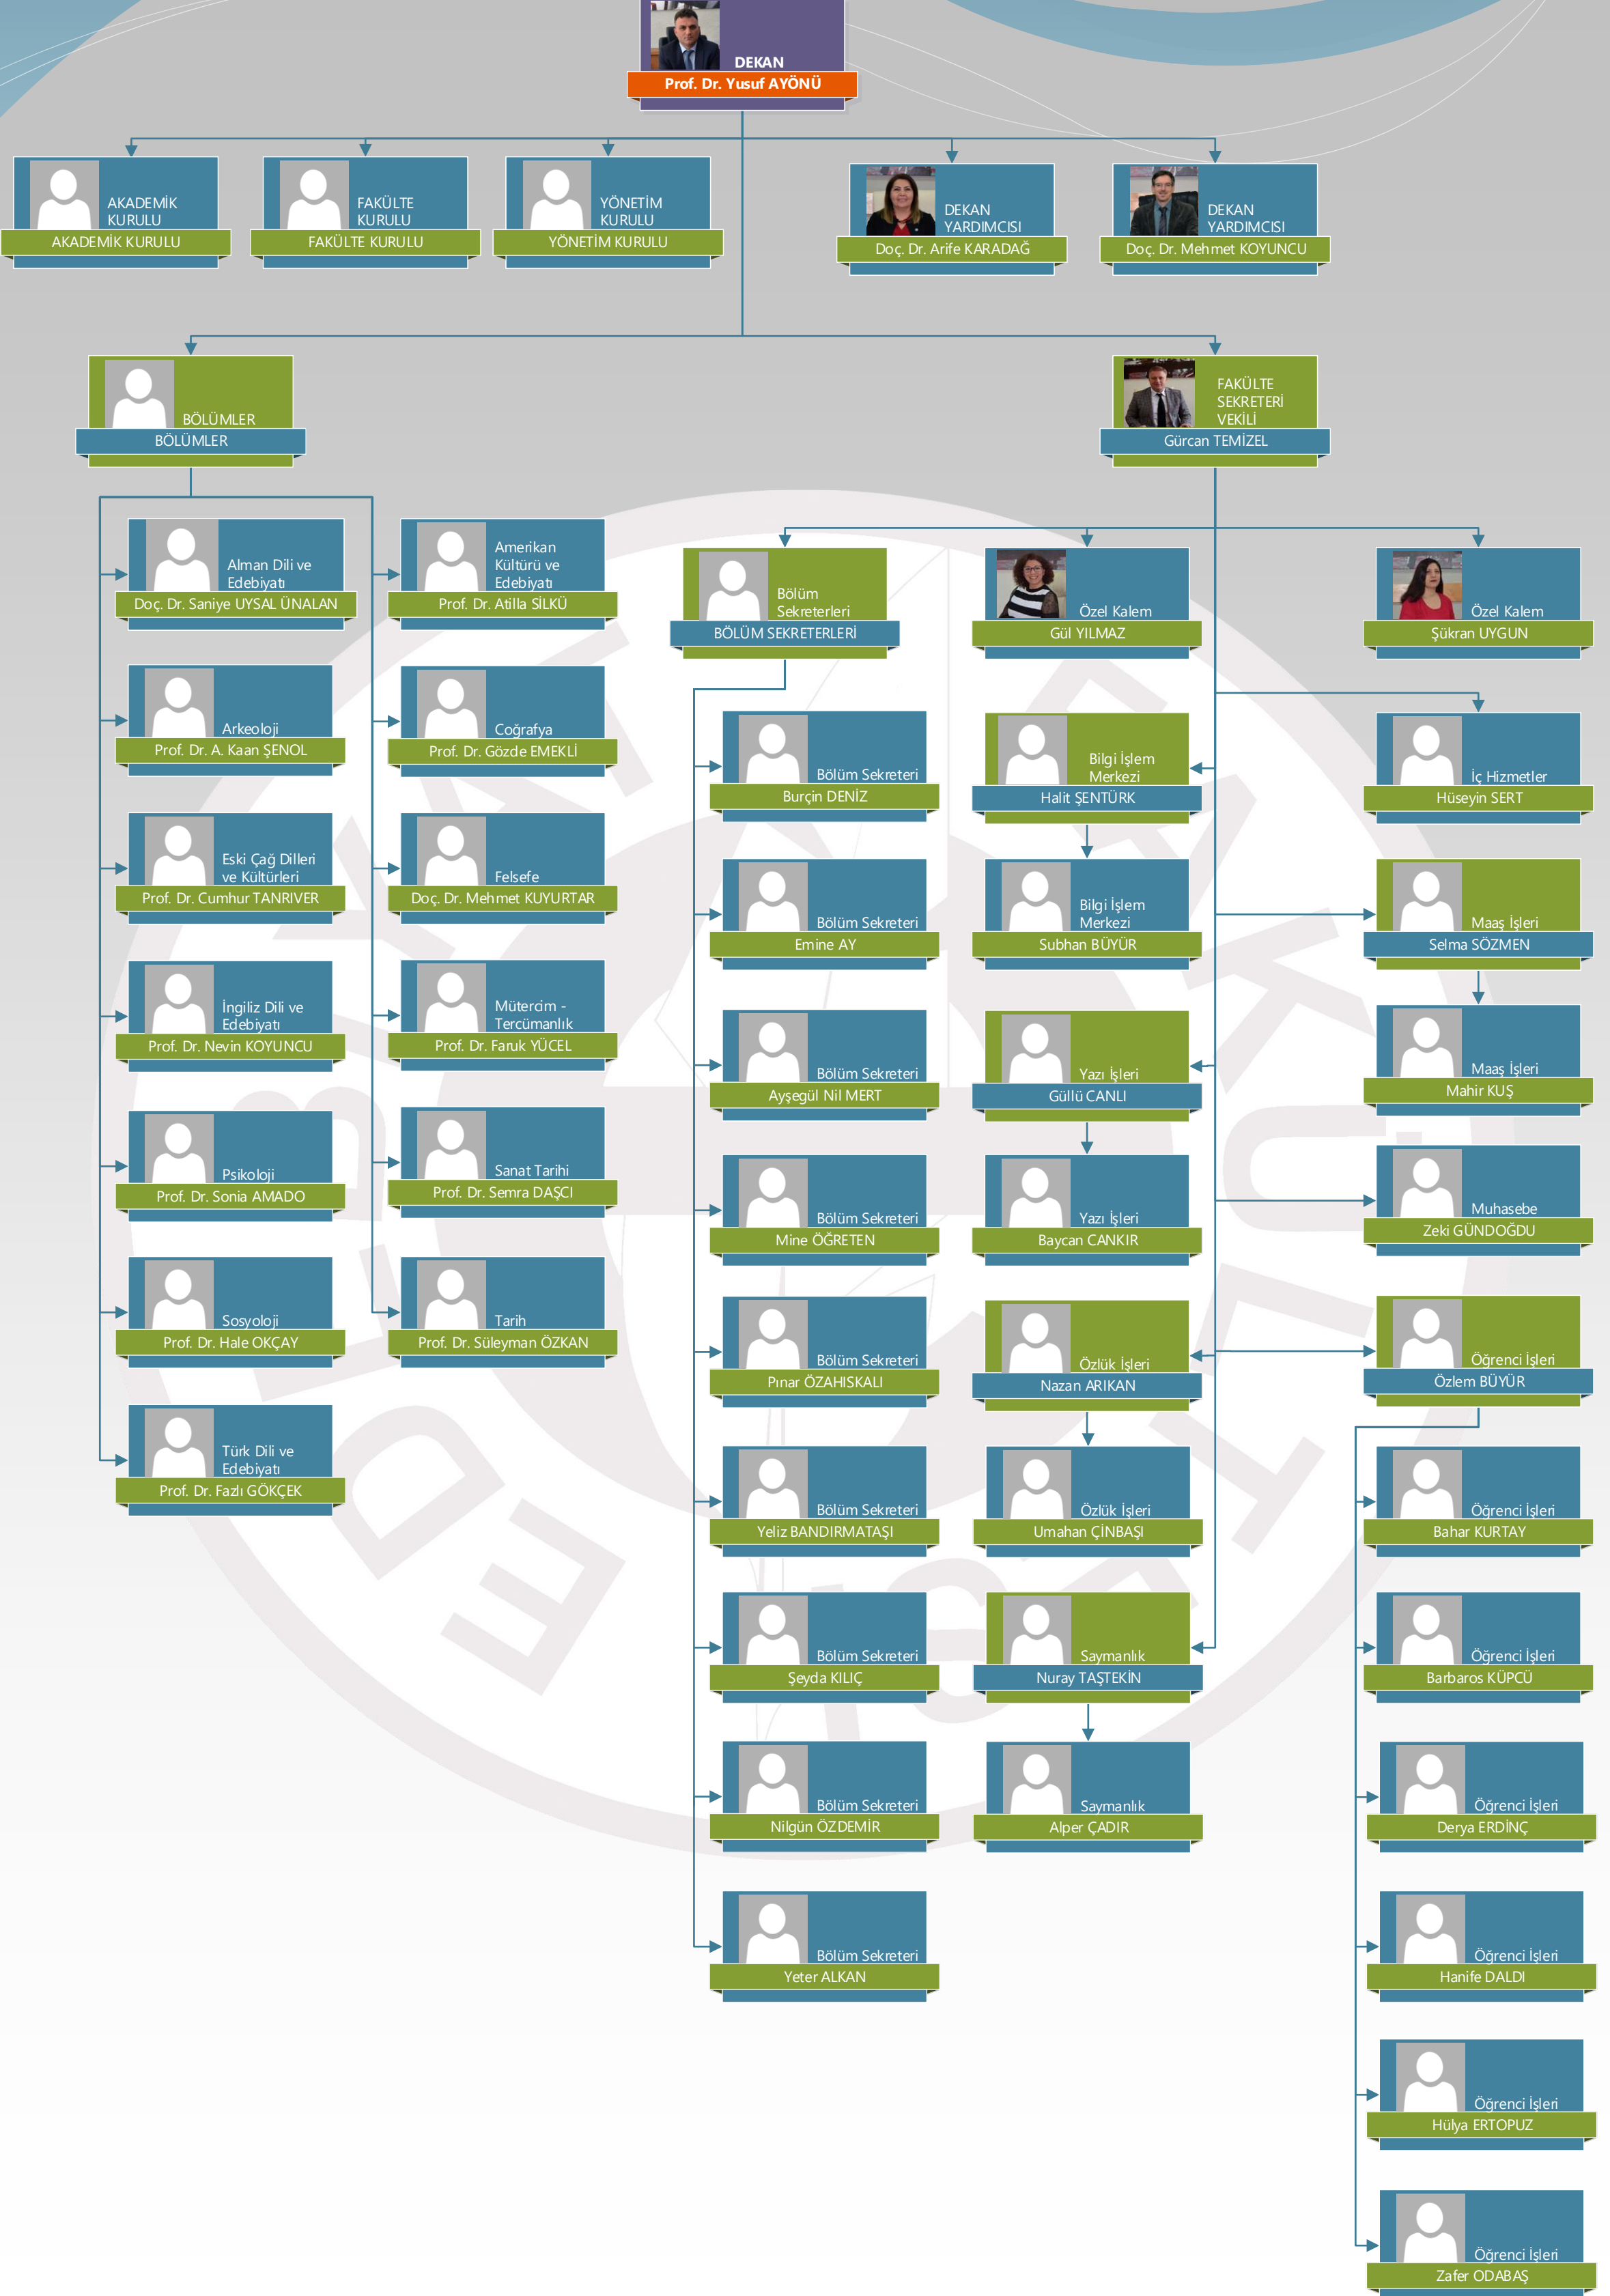 DEKAN
Prof. Dr. Yusuf AYÖNÜ
AKADEMİK
KURULU
AKADEMİK KURULU
FAKÜLTE
KURULU
FAKÜLTE KURULU
YÖNETİM
KURULU
YÖNETİM KURULU
DEKAN
YARDIMCISI
Doç. Dr. Arife KARADAĞ
DEKAN
YARDIMCISI
Doç. Dr. Mehmet KOYUNCU
BÖLÜMLER
BÖLÜMLER
FAKÜLTE
SEKRETERİ
VEKİLİ
Gürcan TEMİZEL
Alman Dili ve
Edebiyatı
Doç. Dr. Saniye UYSAL ÜNALAN
Amerikan
Kültürü ve
Edebiyatı
Prof. Dr. Atilla SİLKÜ
Arkeoloji
Prof. Dr. A. Kaan ŞENOL
Coğrafya
Prof. Dr. Gözde EMEKLİ
Eski Çağ Dilleri
ve Kültürleri
Prof. Dr. Cumhur TANRIVER
Felsefe
Doç. Dr. Mehmet KUYURTAR
İngiliz Dili ve
Edebiyatı
Prof. Dr. Nevin KOYUNCU
Mütercim -
Tercümanlık
Prof. Dr. Faruk YÜCEL
Psikoloji
Prof. Dr. Sonia AMADO
Sanat Tarihi
Prof. Dr. Semra DAŞCI
Sosyoloji
Prof. Dr. Hale OKÇAY
Tarih
Prof. Dr. Süleyman ÖZKAN
Türk Dili ve
Edebiyatı
Prof. Dr. Fazlı GÖKÇEK
Bölüm
Sekreterleri
BÖLÜM SEKRETERLERİ
Bölüm Sekreteri
Burçin DENİZ
Bölüm Sekreteri
Emine AY
Bölüm Sekreteri
Ayşegül Nil MERT
Bölüm Sekreteri
Mine ÖĞRETEN
Bölüm Sekreteri
Pınar ÖZAHISKALI
Bölüm Sekreteri
Yeliz BANDIRMATAŞI
Bölüm Sekreteri
Şeyda KILIÇ
Bölüm Sekreteri
Nilgün ÖZDEMİR
Bölüm Sekreteri
Yeter ALKAN
Özel Kalem
Gül YILMAZ
Bilgi İşlem
Merkezi
Halit ŞENTÜRK
Bilgi İşlem
Merkezi
Subhan BÜYÜR
Yazı İşleri
Güllü CANLI
Yazı İşleri
Baycan CANKIR
Özlük İşleri
Nazan ARIKAN
Özlük İşleri
Umahan ÇİNBAŞI
Saymanlık
Nuray TAŞTEKİN
Saymanlık
Alper ÇADIR
Özel Kalem
Şükran UYGUN
İç Hizmetler
Hüseyin SERT
Maaş İşleri
Selma SÖZMEN
Maaş İşleri
Mahir KUŞ
Muhasebe
Zeki GÜNDOĞDU
Öğrenci İşleri
Özlem BÜYÜR
Öğrenci İşleri
Bahar KURTAY
Öğrenci İşleri
Barbaros KÜPCÜ
Öğrenci İşleri
Derya ERDİNÇ
Öğrenci İşleri
Hanife DALDI
Öğrenci İşleri
Hülya ERTOPUZ
Öğrenci İşleri
Zafer ODABAŞ